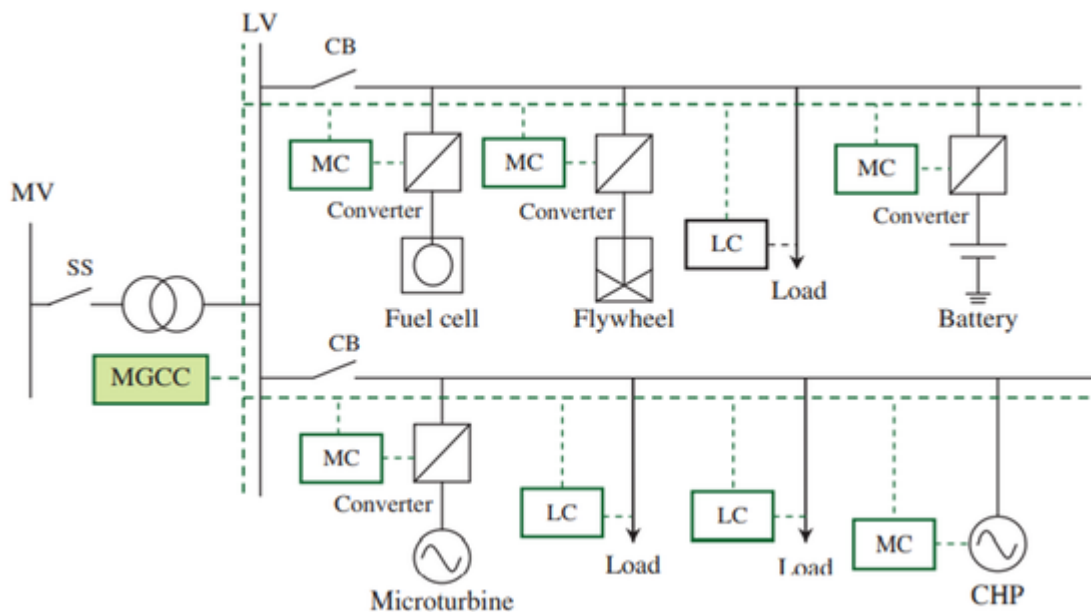 LV
CB
MC
MC
MC
MV
Converter
Converter
LC
Converter
SS
Load
Fuel cell
Flywheel
Battery
CB
MGCC
MC
LC
LC
MC
Converter
Load
Load
Microturbine
CHP